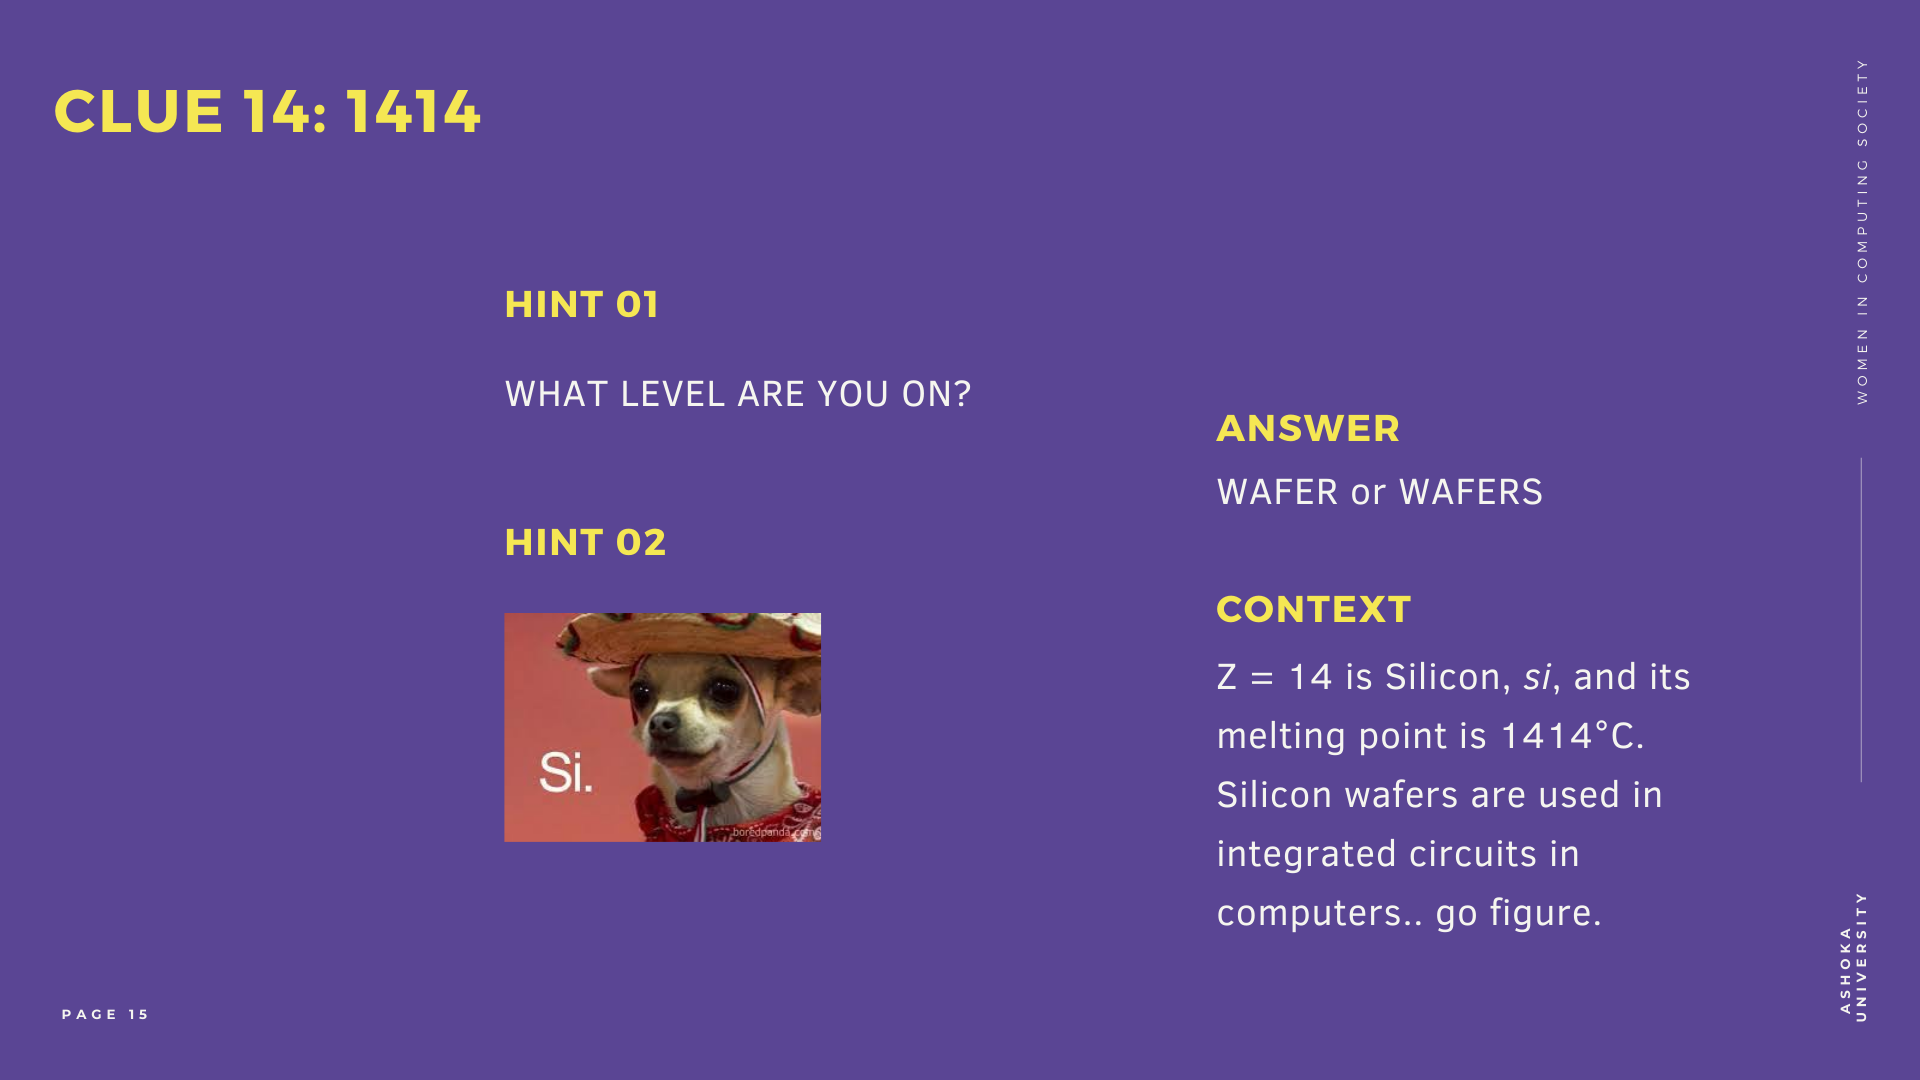 CLUE 14: 1414
HINT 01
WHAT LEVEL ARE YOU ON?
HINT 02
Si.
boredpanda.com
ANSWER
WAFER or WAFERS
CONTEXT
Z = 14 is Silicon, si, and its
melting point is 1414°C.
Silicon wafers are used in
integrated circuits in
computers.. go figure.
WOMEN IN COMPUTING SOCIETY
ASHOKA
UNIVERSITY
PAGE 15